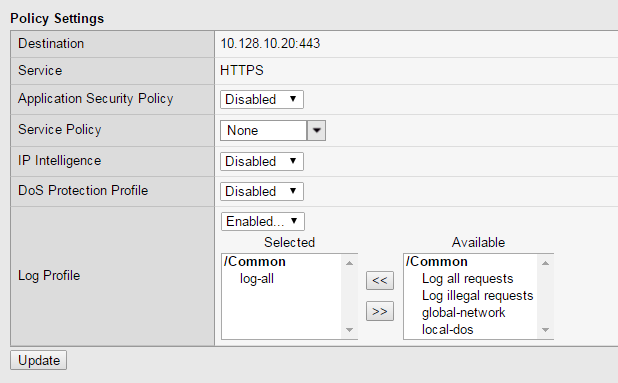 Policy Settings
Destination 10.128.10.20:443
Service HTTPS
Application Security Policy Disabled
Service Policy None
IP Intelligence Disabled
DoS Protection Profile Disabled
Log Profile Enabled...
Selected Available
/Common /Common
log-all << Log all requests
Log illegal requests
>> global-network
local-dos
Update